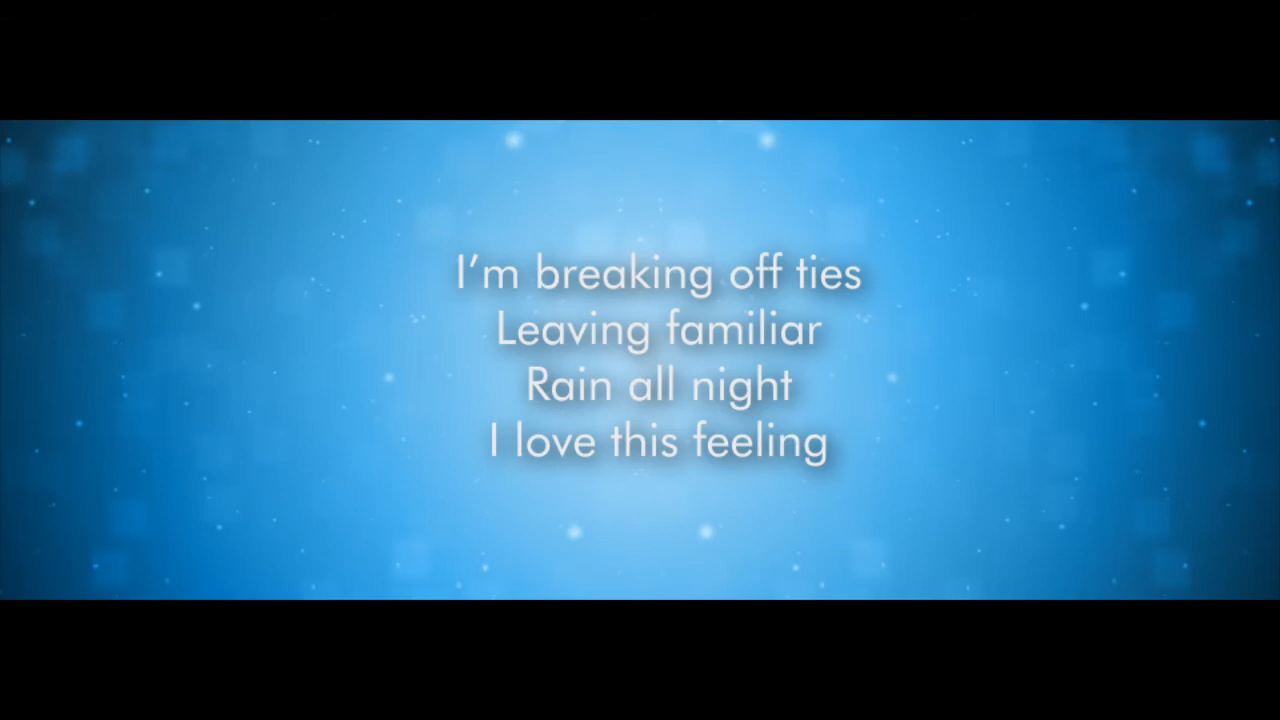 I’m breaking off ties
Leaving familiar
Rain all night
I love this feeling